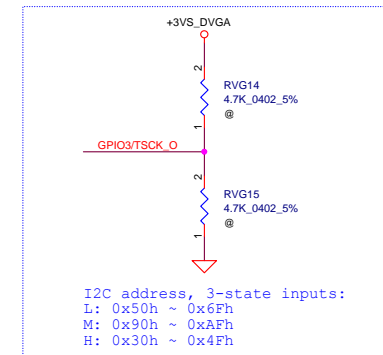 +3VS_DVGA
2
RVG14
4.7K_0402_5%
@
1
GPIO3/TSCK_O
2
RVG15
4.7K_0402_5%
@
1
I2C address, 3-state inputs:
L: 0x50h ~ 0x6Fh
M: 0x90h ~ 0xAFh
H: 0x30h ~ 0x4Fh